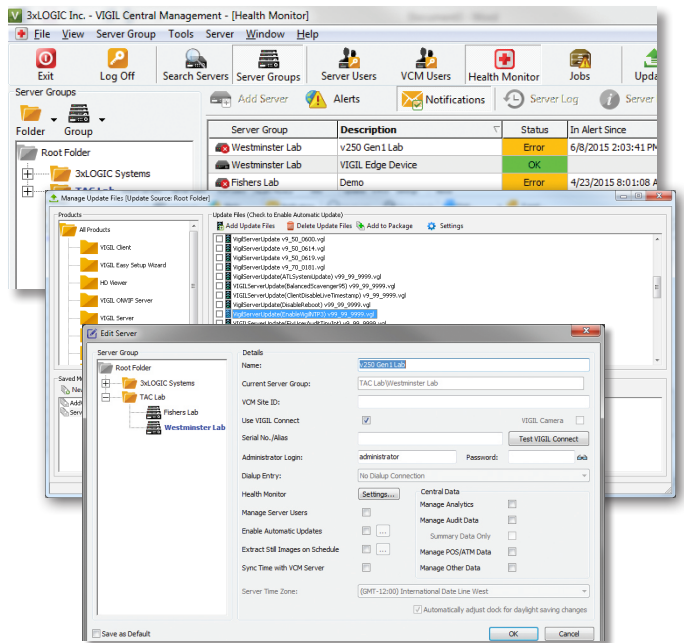 3xLOGIC Inc. - VIGIL Central Management - [Health Monitor]
File View Server Group Tools Server Window Help
Exit Log Off Search Servers Server Groups Server Users VCM Users Health Monitor Jobs
Server Groups
Folder Group
Root Folder
3xLOGIC Systems
Add Server Alerts Notifications Server Log Server
Server Group Description Status In Alert Since
Westminster Lab v250 Gen1 Lab Error 6/8/2015 2:03:41 PM
Westminster Lab VIGIL Edge Device OK
Fishers Lab Demo Error 4/23/2015 8:01:08 A
Manage Update Files [Update Source: Root Folder]
Products
All Products
VIGIL Client
VIGIL Easy Setup Wizard
HD Viewer
VIGIL ONVIF Server
VIGIL Server
Update Files (Check to Enable Automatic Update)
Add Update Files Delete Update Files Add to Package Settings
VigilServerUpdate v9_50_0600.vgl
VigilServerUpdate v9_50_0614.vgl
VigilServerUpdate v9_50_0619.vgl
VigilServerUpdate v9_70_0181.vgl
VigilServerUpdate(ATLSystemUpdate) v99_99_9999.vgl
VIGILServerUpdate(BalancedScavenger95) v99_99_9999.vgl
VIGILServerUpdate(ClientDisableLiveTimestamp) v9_99_9999.vgl
VigilServerUpdate(DisableReboot) v99_99_9999.vgl
VigilServerUpdate(EnableVigilNTP3) v99_99_9999.vgl
Edit Server
Server Group
Root Folder
3xLOGIC Systems
TAC Lab
Fishers Lab
Westminster Lab
Details
Name: v250 Gen1 Lab
Current Server Group: TAC Lab\Westminster Lab
VCM Site ID:
Use VIGIL Connect VIGIL Camera
Serial No./Alias Test VIGIL Connect
Administrator Login: administrator Password:
Dialup Entry: No Dialup Connection
Health Monitor Settings...
Manage Server Users
Enable Automatic Updates ...
Extract Still Images on Schedule ...
Sync Time with VCM Server
Central Data
Manage Analytics
Manage Audit Data
Summary Data Only
Manage POS/ATM Data
Manage Other Data
Server Time Zone: (GMT-12:00) International Date Line West
Automatically adjust clock for daylight saving changes
Save as Default OK Cancel